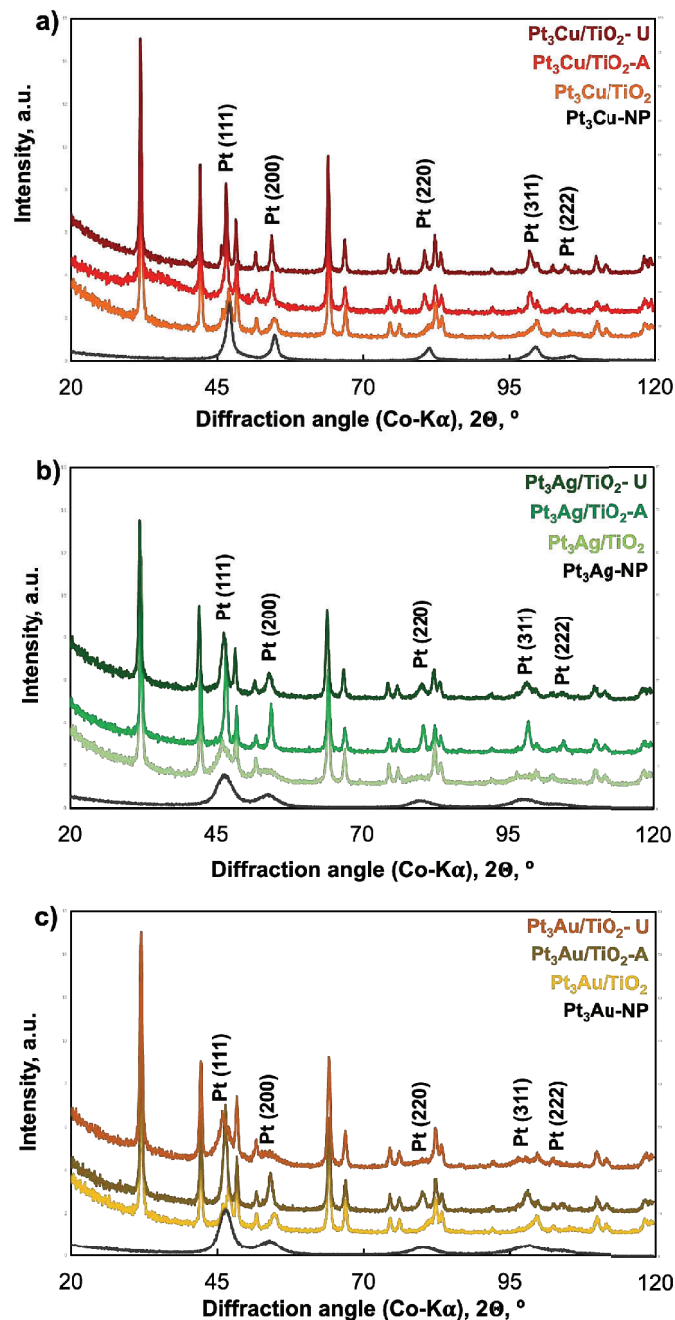 a)
Pt₃Cu/TiO₂- U
Pt₃Cu/TiO₂-A
Pt₃Cu/TiO₂
Pt₃Cu-NP
Pt (111)
Pt (200)
Pt (220)
Pt (311)
Pt (222)
Intensity, a.u.
20
45
70
95
120
Diffraction angle (Co-Kα), 2Θ, º
b)
Pt₃Ag/TiO₂- U
Pt₃Ag/TiO₂-A
Pt₃Ag/TiO₂
Pt₃Ag-NP
Pt (111)
Pt (200)
Pt (220)
Pt (311)
Pt (222)
Intensity, a.u.
20
45
70
95
120
Diffraction angle (Co-Kα), 2Θ, º
c)
Pt₃Au/TiO₂- U
Pt₃Au/TiO₂-A
Pt₃Au/TiO₂
Pt₃Au-NP
Pt (111)
Pt (200)
Pt (220)
Pt (311)
Pt (222)
Intensity, a.u.
20
45
70
95
120
Diffraction angle (Co-Kα), 2Θ, º